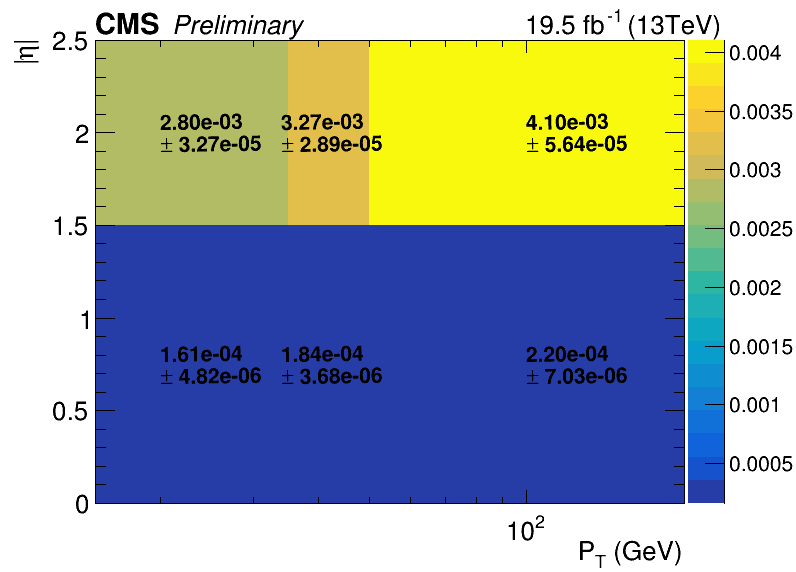 CMS Preliminary 19.5 fb⁻¹ (13TeV)
|η|
2.5
2
1.5
1
0.5
0
2.80e-03
± 3.27e-05
3.27e-03
± 2.89e-05
4.10e-03
± 5.64e-05
1.61e-04
± 4.82e-06
1.84e-04
± 3.68e-06
2.20e-04
± 7.03e-06
0.004
0.0035
0.003
0.0025
0.002
0.0015
0.001
0.0005
10²
P_T (GeV)